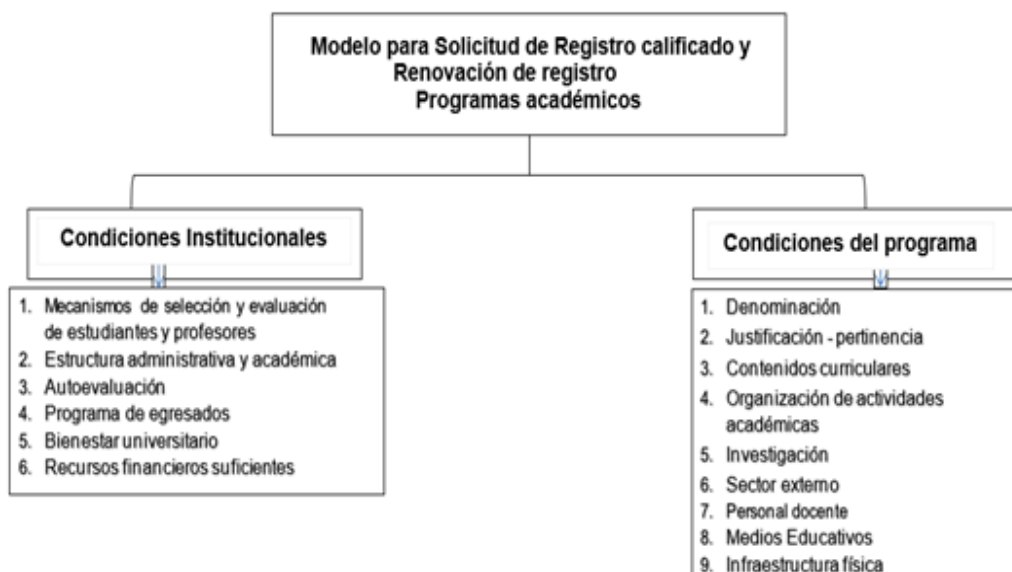 Modelo para Solicitud de Registro calificado y
Renovación de registro
Programas académicos
Condiciones Institucionales
1. Mecanismos de selección y evaluación
de estudiantes y profesores
2. Estructura administrativa y académica
3. Autoevaluación
4. Programa de egresados
5. Bienestar universitario
6. Recursos financieros suficientes
Condiciones del programa
1. Denominación
2. Justificación - pertinencia
3. Contenidos curriculares
4. Organización de actividades
académicas
5. Investigación
6. Sector externo
7. Personal docente
8. Medios Educativos
9. Infraestructura física